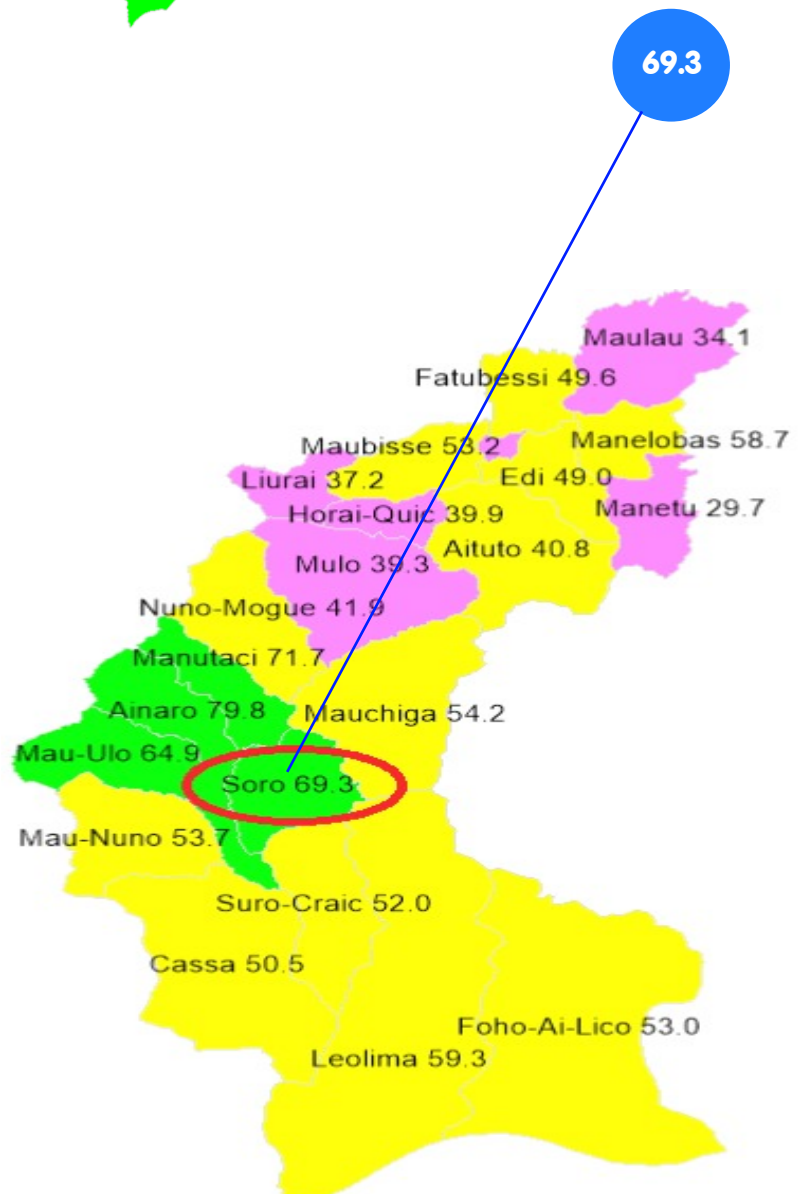 69.3
Maulau 34.1
Fatubessi 49.6
Maubisse 53.2
Manelobas 58.7
Liurai 37.2
Edi 49.0
Horai-Quic 39.9
Manetu 29.7
Mulo 39.3
Aituto 40.8
Nuno-Mogue 41.9
Manutaci 71.7
Ainaro 79.8
Mauchiga 54.2
Mau-Ulo 64.9
Soro 69.3
Mau-Nuno 53.7
Suro-Craic 52.0
Cassa 50.5
Foho-Ai-Lico 53.0
Leolima 59.3